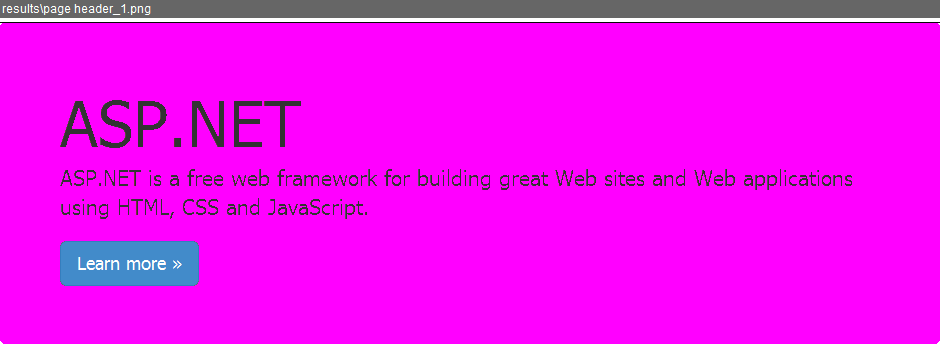 results\page header_1.png
ASP.NET
ASP.NET is a free web framework for building great Web sites and Web applications
using HTML, CSS and JavaScript.
Learn more »